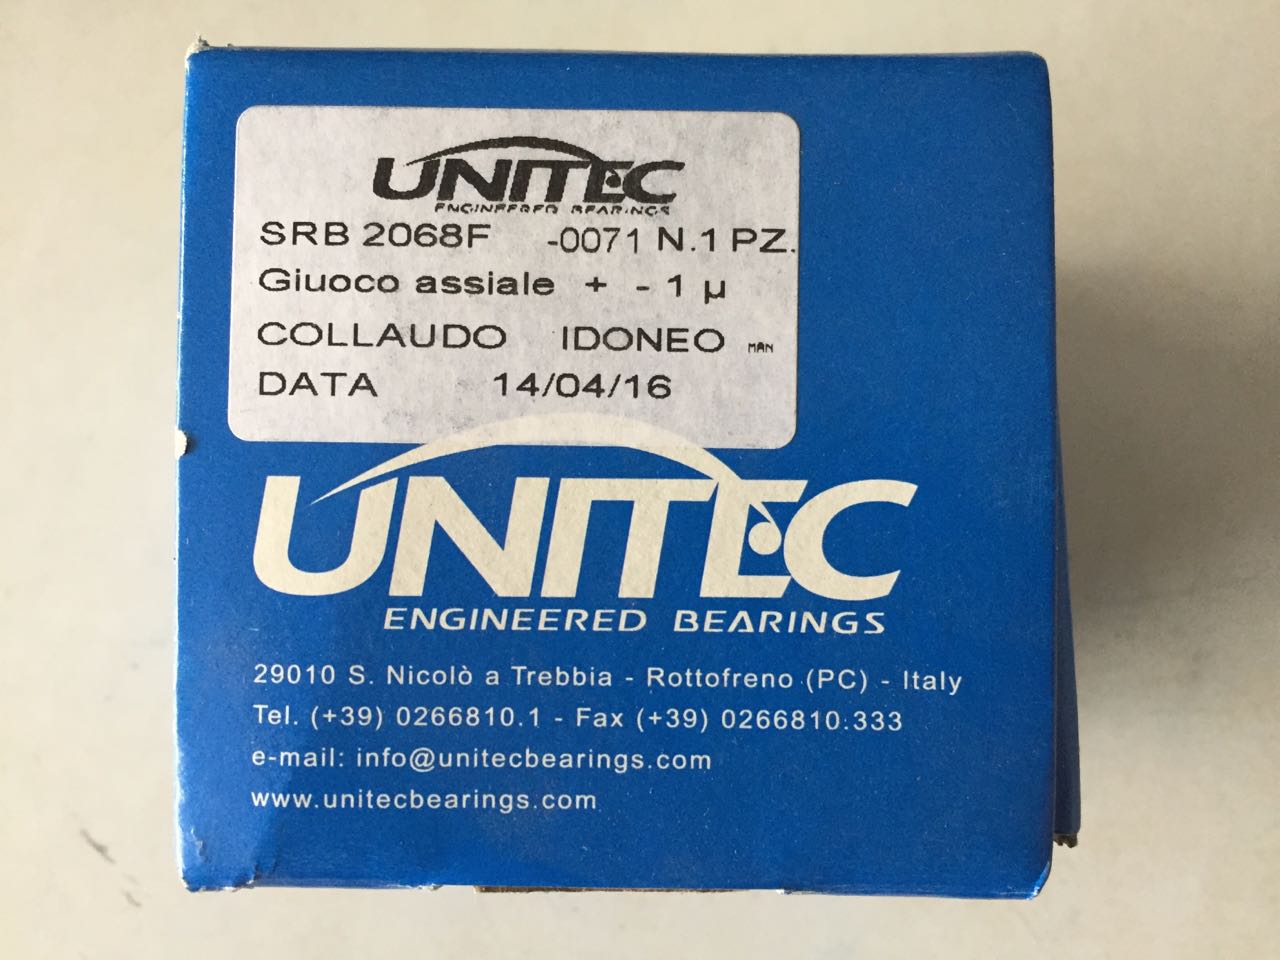 UNITEC
ENGINEERED BEARINGS
SRB 2068F -0071 N.1 PZ.
Giuoco assiale + - 1 µ
COLLAUDO IDONEO MAN
DATA 14/04/16
UNITEC
ENGINEERED BEARINGS
29010 S. Nicolò a Trebbia - Rottofreno (PC) - Italy
Tel. (+39) 0266810.1 - Fax (+39) 0266810.333
e-mail: info@unitecbearings.com
www.unitecbearings.com